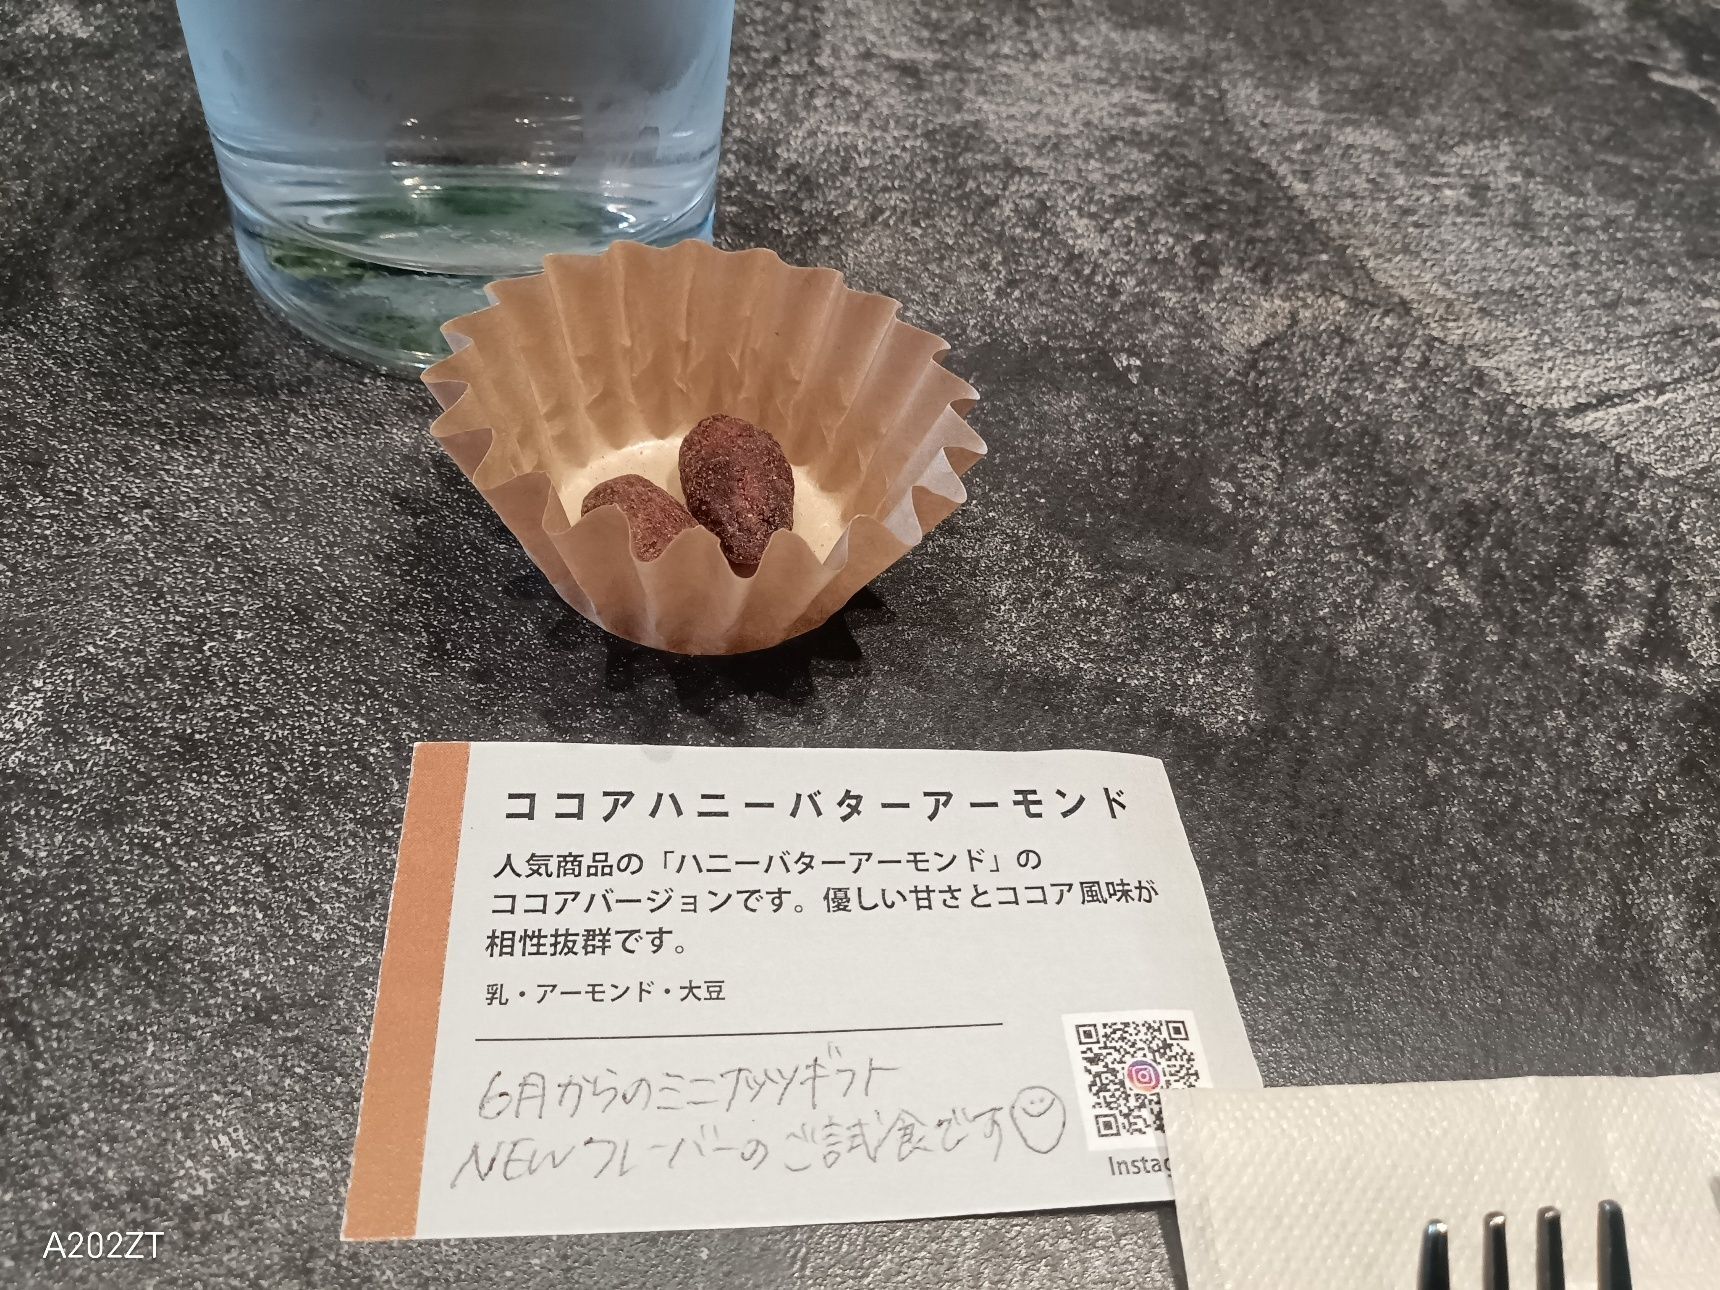 ココアハニーバターアーモンド
人気商品の「ハニーバターアーモンド」の
ココアバージョンです。優しい甘さとココア風味が
相性抜群です。
乳・アーモンド・大豆
6月からのミニナッツギフト
NEWフレーバーのご試食です
Instag
A202ZT